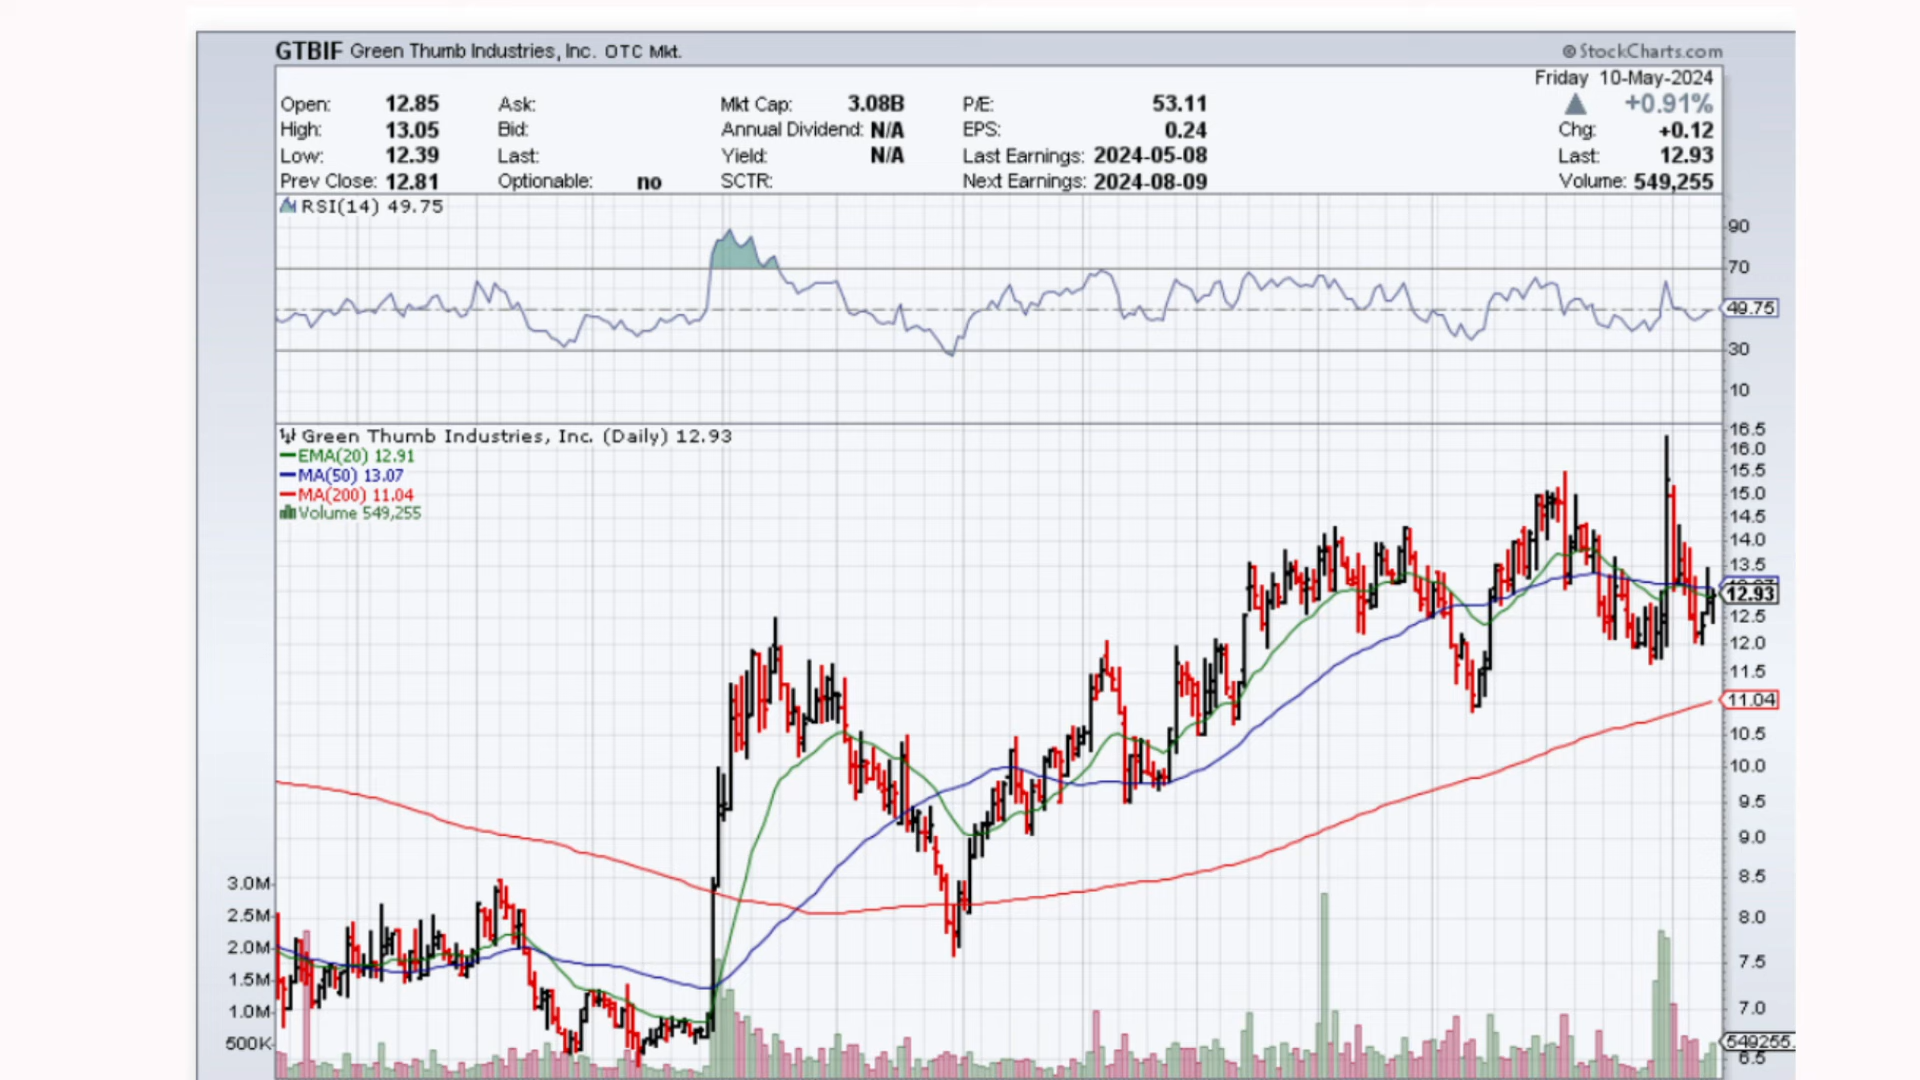 GTBIF Green Thumb Industries, Inc. OTC Mkt. © StockCharts.com
Friday 10-May-2024
Open: 12.85 Ask: Mkt Cap: 3.08B P/E: 53.11 ▲ +0.91%
High: 13.05 Bid: Annual Dividend: N/A EPS: 0.24 Chg: +0.12
Low: 12.39 Last: Yield: N/A Last Earnings: 2024-05-08 Last: 12.93
Prev Close: 12.81 Optionable: no SCTR: Next Earnings: 2024-08-09 Volume: 549,255
RSI(14) 49.75
90
70
49.75
30
10
Green Thumb Industries, Inc. (Daily) 12.93
EMA(20) 12.91
MA(50) 13.07
MA(200) 11.04
Volume 549,255
16.5
16.0
15.5
15.0
14.5
14.0
13.5
12.93
12.5
12.0
11.5
11.04
10.5
10.0
9.5
9.0
8.5
8.0
7.5
7.0
6.5
3.0M
2.5M
2.0M
1.5M
1.0M
500K
549255